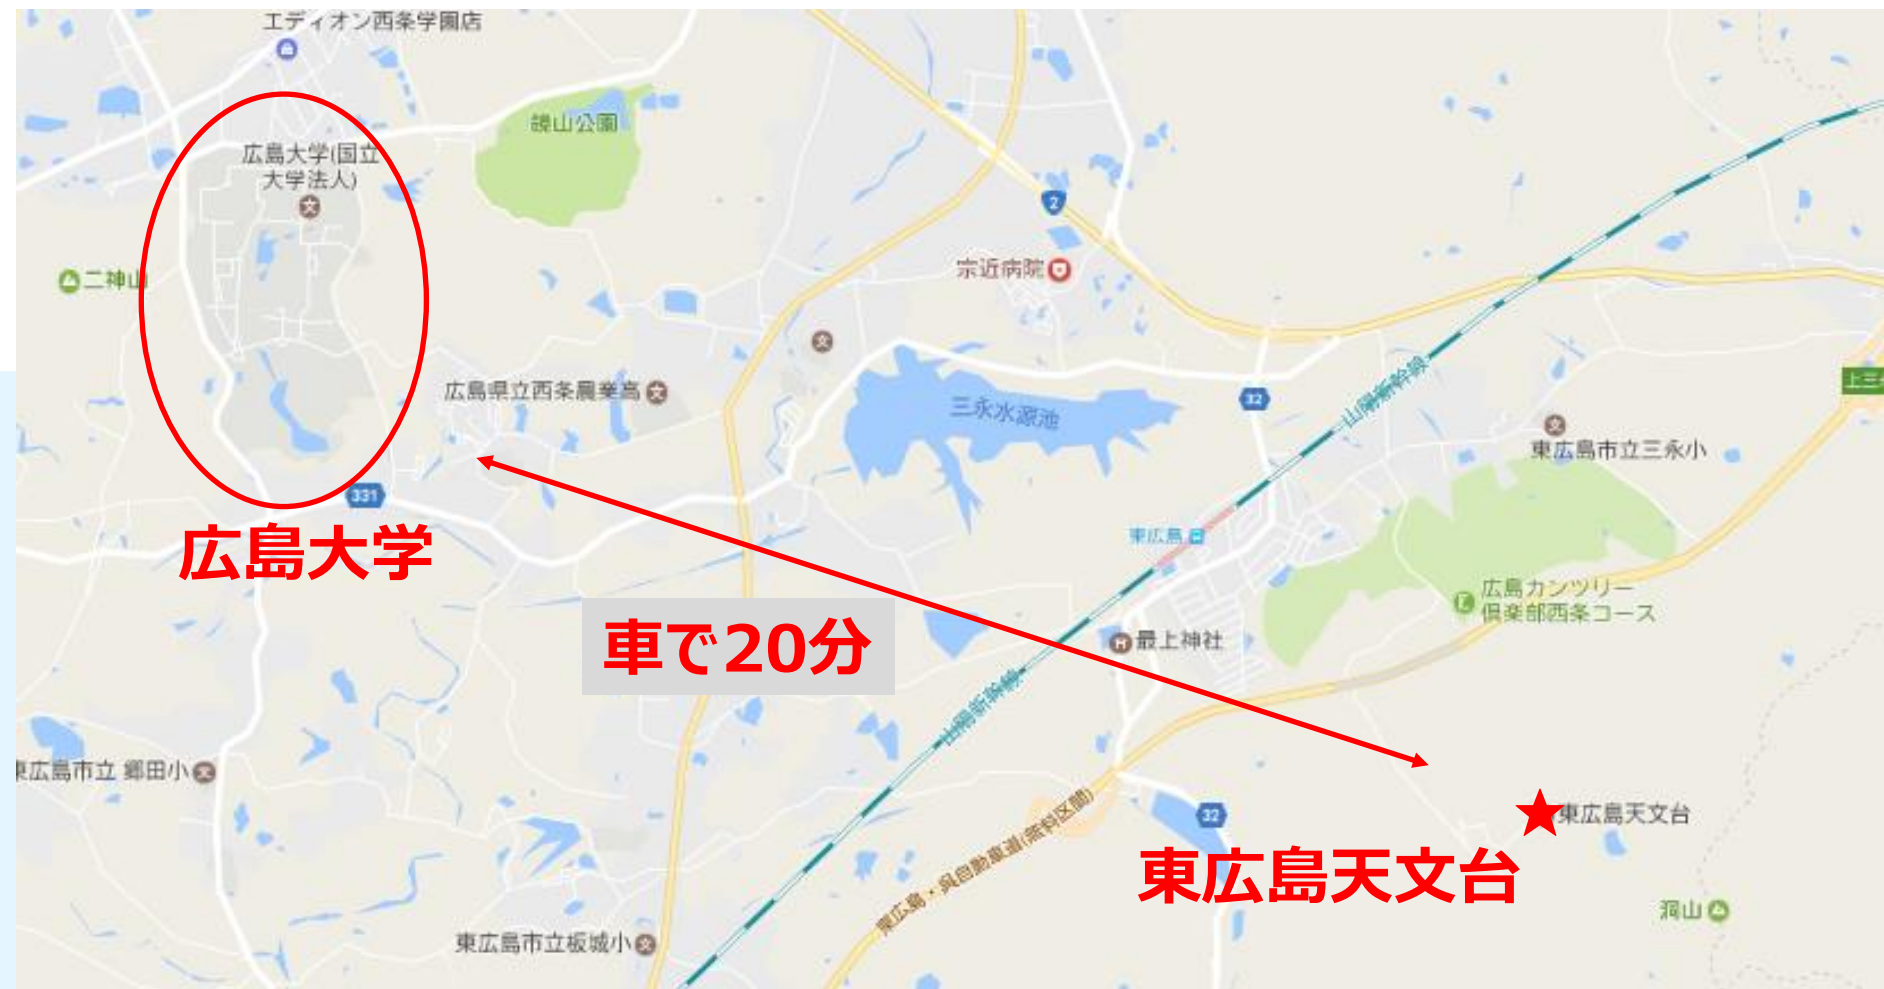 エディオン西条学園店
鏡山公園
広島大学(国立
大学法人)
2
宗近病院
二神山
広島県立西条農業高
三永水源池
32
山陽新幹線
上三
東広島市立三永小
331
広島大学
東広島
広島カンツリー
倶楽部西条コース
車で20分
最上神社
山陽新幹線
東広島市立 郷田小
東広島・呉自動車道(無料区間)
32
東広島天文台
東広島天文台
洞山
東広島市立板城小